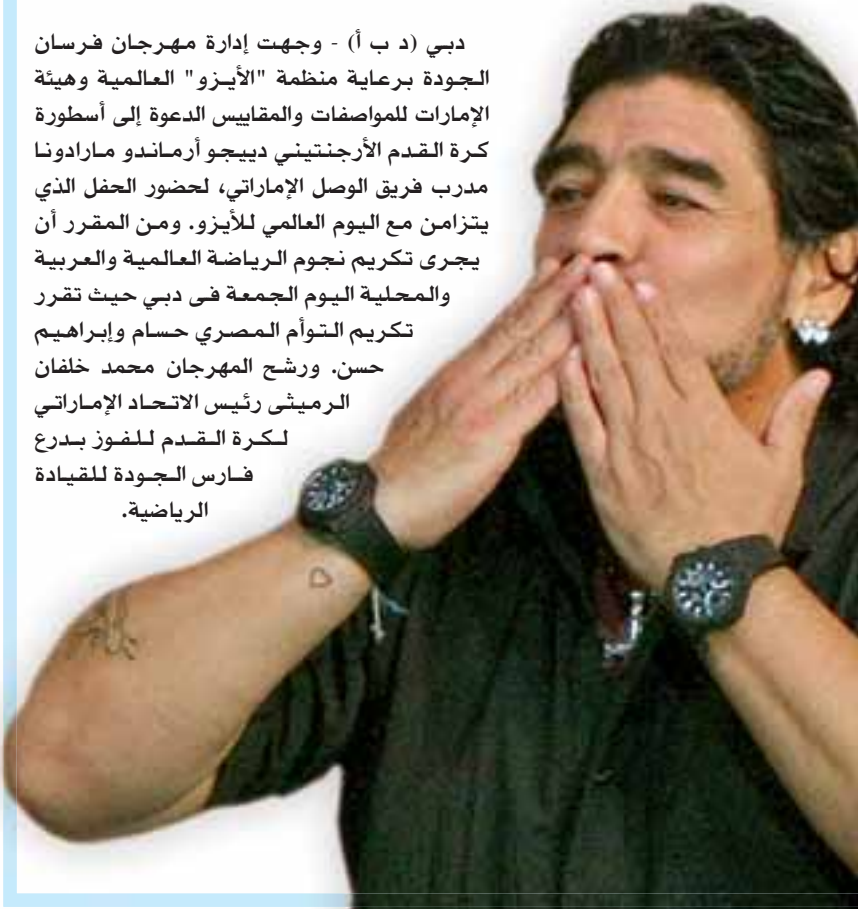 دبي (د ب أ) - وجهت إدارة مهرجان فرسان
الجودة برعاية منظمة "الأيزو" العالمية وهيئة
الإمارات للمواصفات والمقاييس الدعوة إلى أسطورة
كرة القدم الأرجنتيني دييجو أرماندو مارادونا
مدرب فريق الوصل الإماراتي، لحضور الحفل الذي
يتزامن مع اليوم العالمي للأيزو. ومن المقرر أن
يجرى تكريم نجوم الرياضة العالمية والعربية
والمحلية اليوم الجمعة فى دبي حيث تقرر
تكريم التوأم المصري حسام وإبراهيم
حسن. ورشح المهرجان محمد خلفان
الرميثى رئيس الاتحاد الإماراتي
لكرة القدم للفوز بدرع
فارس الجودة للقيادة
الرياضية.